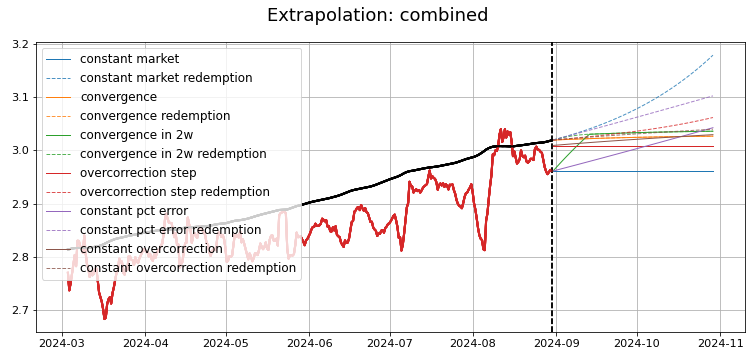 Extrapolation: combined
3.2
3.1
3.0
2.9
2.8
2.7
constant market
constant market redemption
convergence
convergence redemption
convergence in 2w
convergence in 2w redemption
overcorrection step
overcorrection step redemption
constant pct error
constant pct error redemption
constant overcorrection
constant overcorrection redemption
2024-03 2024-04 2024-05 2024-06 2024-07 2024-08 2024-09 2024-10 2024-11